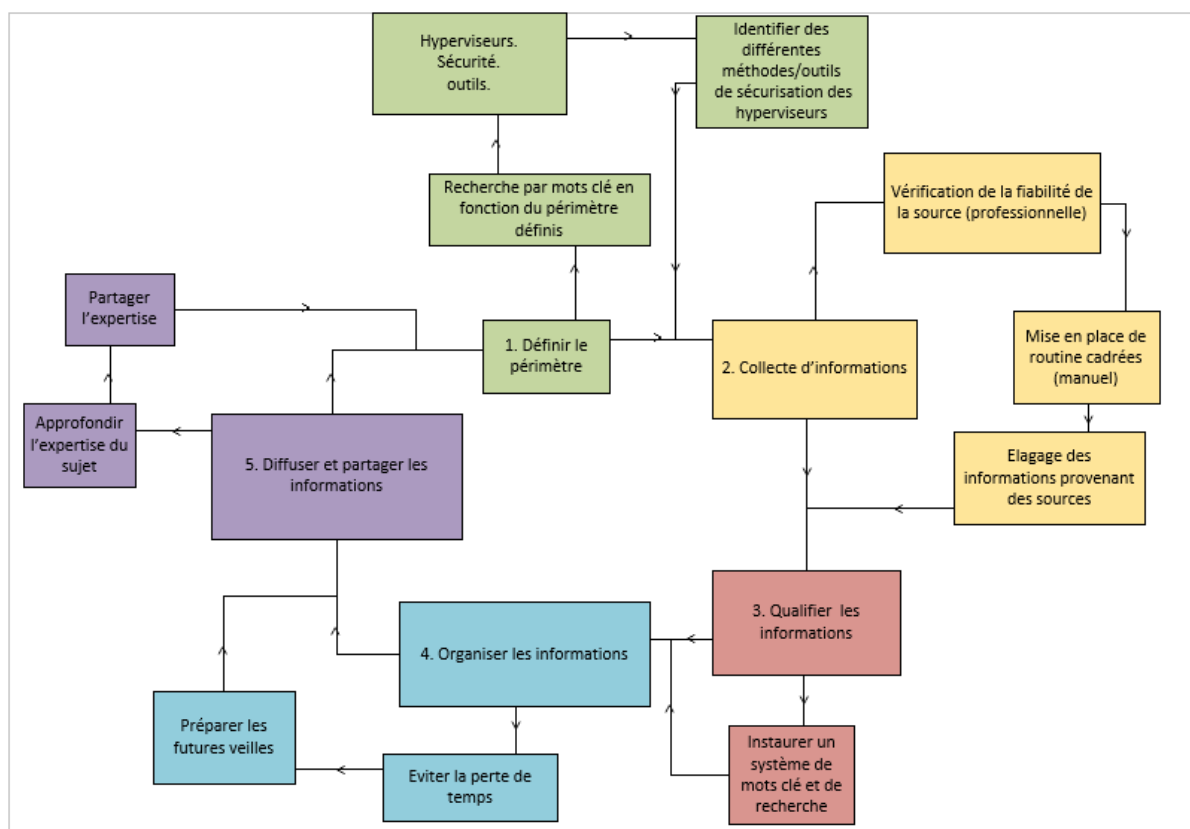 Hyperviseurs.
Sécurité.
outils.
Identifier des
différentes
méthodes/outils
de sécurisation des
hyperviseurs
Recherche par mots clé en
fonction du périmètre
définis
Vérification de la fiabilité de
la source (professionnelle)
Partager
l’expertise
1. Définir le
périmètre
2. Collecte d’informations
Mise en place de
routine cadrées
(manuel)
Approfondir
l’expertise du
sujet
5. Diffuser et partager les
informations
Elagage des
informations provenant
des sources
3. Qualifier les
informations
4. Organiser les informations
Préparer les
futures veilles
Eviter la perte de
temps
Instaurer un
système de
mots clé et de
recherche